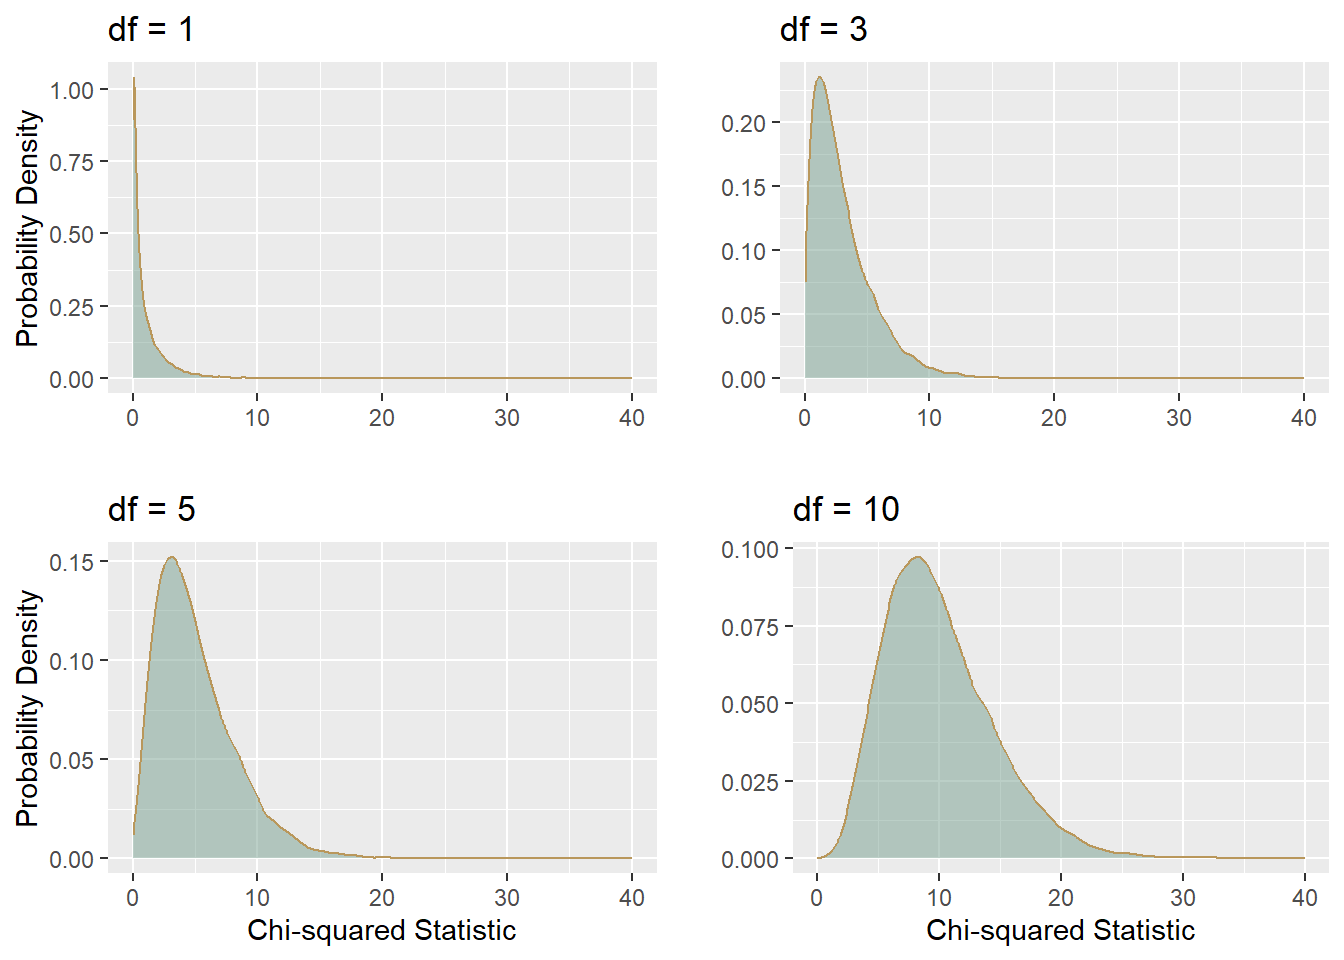 df = 1
df = 3
Probability Density
1.00
0.75
0.50
0.25
0.00
0 10 20 30 40
0.20
0.15
0.10
0.05
0.00
0 10 20 30 40
df = 5
df = 10
Probability Density
0.15
0.10
0.05
0.00
0 10 20 30 40
Chi-squared Statistic
0.100
0.075
0.050
0.025
0.000
0 10 20 30 40
Chi-squared Statistic